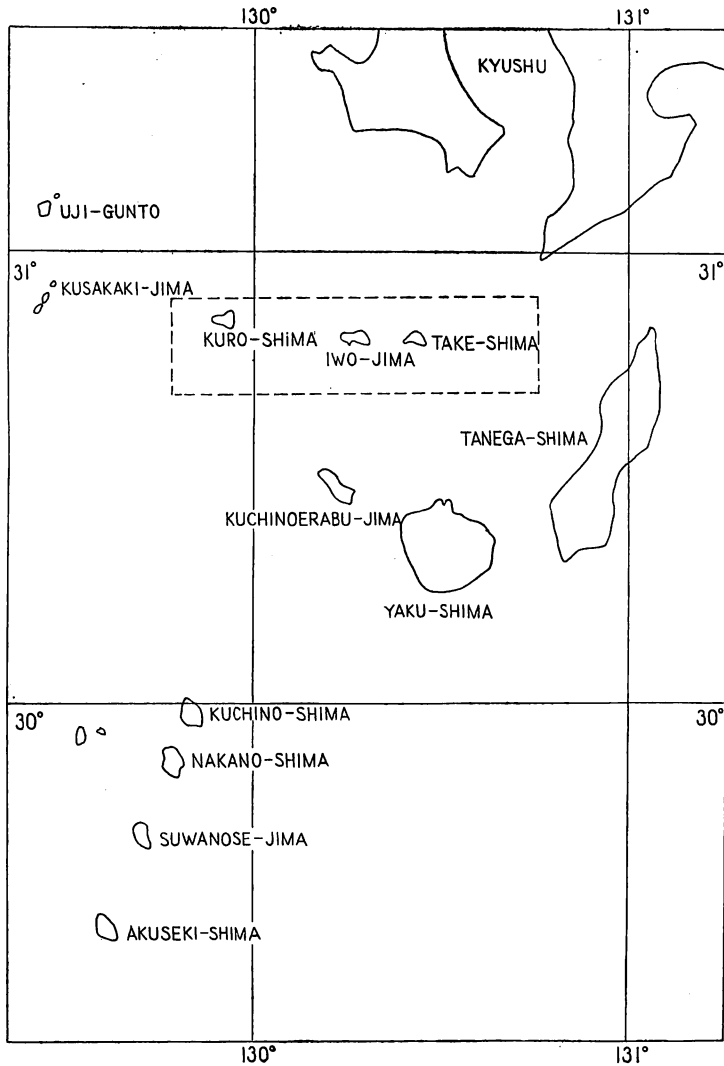 130° 131°
KYUSHU
UJI-GUNTO
31° 31°
KUSAKAKI-JIMA
KURO-SHiMA
IWO-JIMA
TAKE-SHIMA
TANEGA-SHIMA
KUCHINOERABU-JIMA
YAKU-SHIMA
30° 30°
KUCHINO-SHIMA
NAKANO-SHIMA
SUWANOSE-JIMA
AKUSEKI-SHIMA
130° 131°